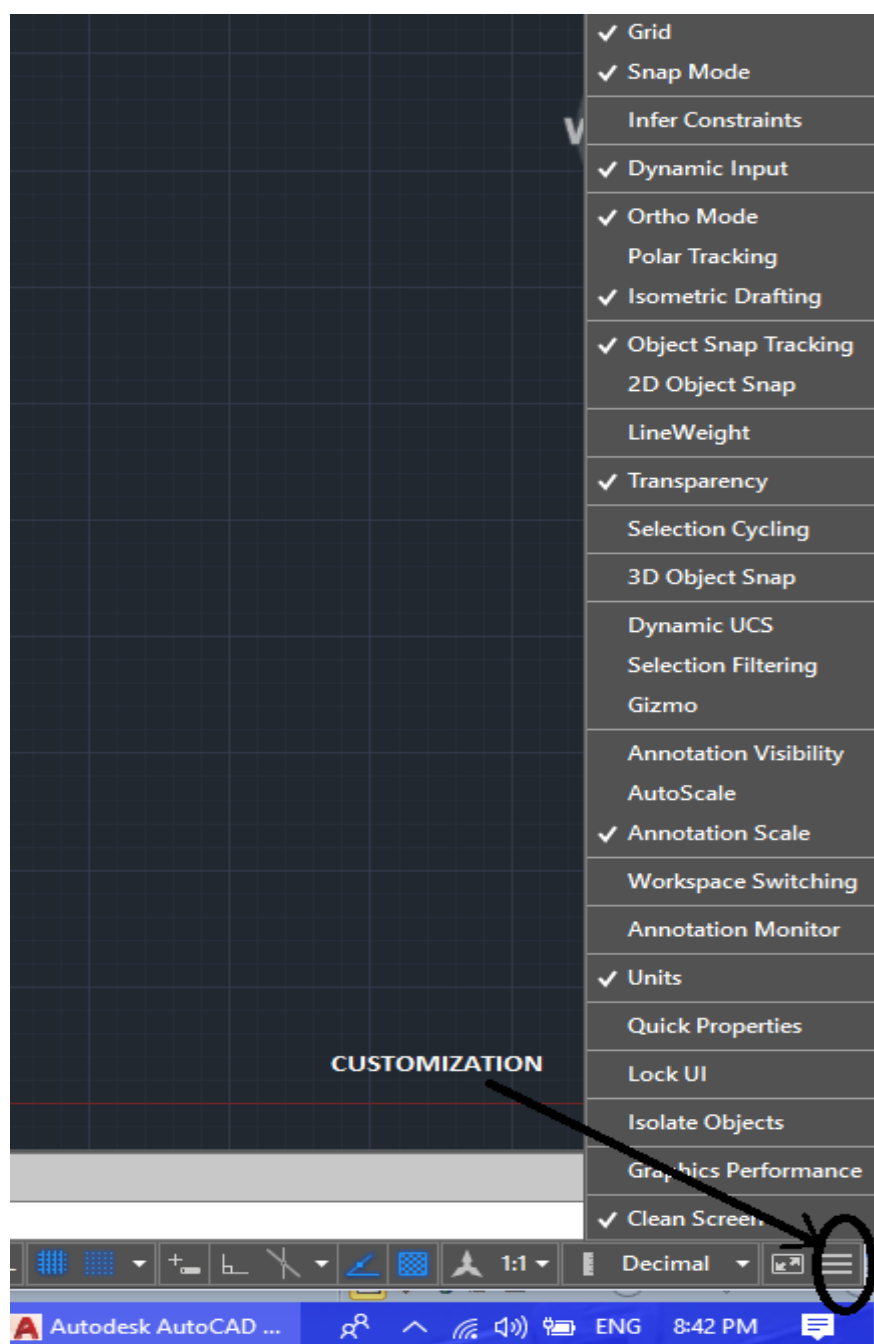 ✓ Grid
✓ Snap Mode
Infer Constraints
W
✓ Dynamic Input
✓ Ortho Mode
Polar Tracking
✓ Isometric Drafting
✓ Object Snap Tracking
2D Object Snap
LineWeight
✓ Transparency
Selection Cycling
3D Object Snap
Dynamic UCS
Selection Filtering
Gizmo
Annotation Visibility
AutoScale
✓ Annotation Scale
Workspace Switching
Annotation Monitor
✓ Units
Quick Properties
CUSTOMIZATION
Lock UI
Isolate Objects
Graphics Performance
✓ Clean Screen
1:1 Decimal
A Autodesk AutoCAD ... ENG 8:42 PM